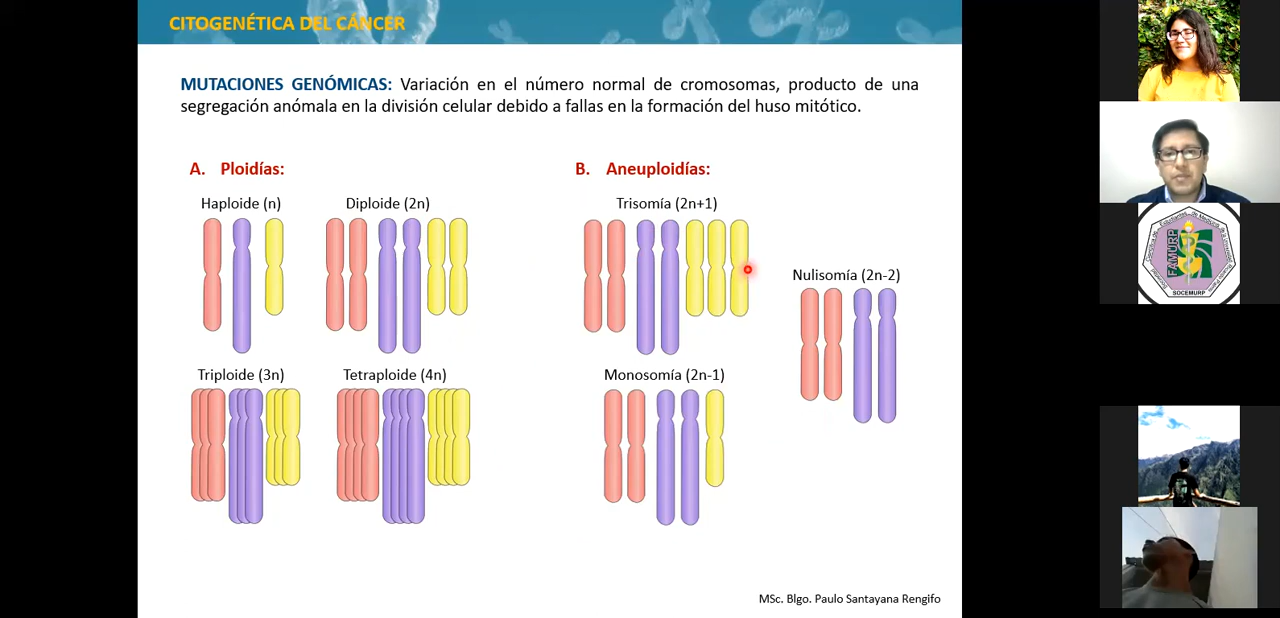 CITOGENÉTICA DEL CÁNCER
MUTACIONES GENÓMICAS: Variación en el número normal de cromosomas, producto de una
segregación anómala en la división celular debido a fallas en la formación del huso mitótico.
A. Ploidías:
Haploide (n)
Diploide (2n)
Triploide (3n)
Tetraploide (4n)
B. Aneuploidías:
Trisomía (2n+1)
Nulisomía (2n-2)
Monosomía (2n-1)
MSc. Blgo. Paulo Santayana Rengifo
FAMURP
SOCEMURP